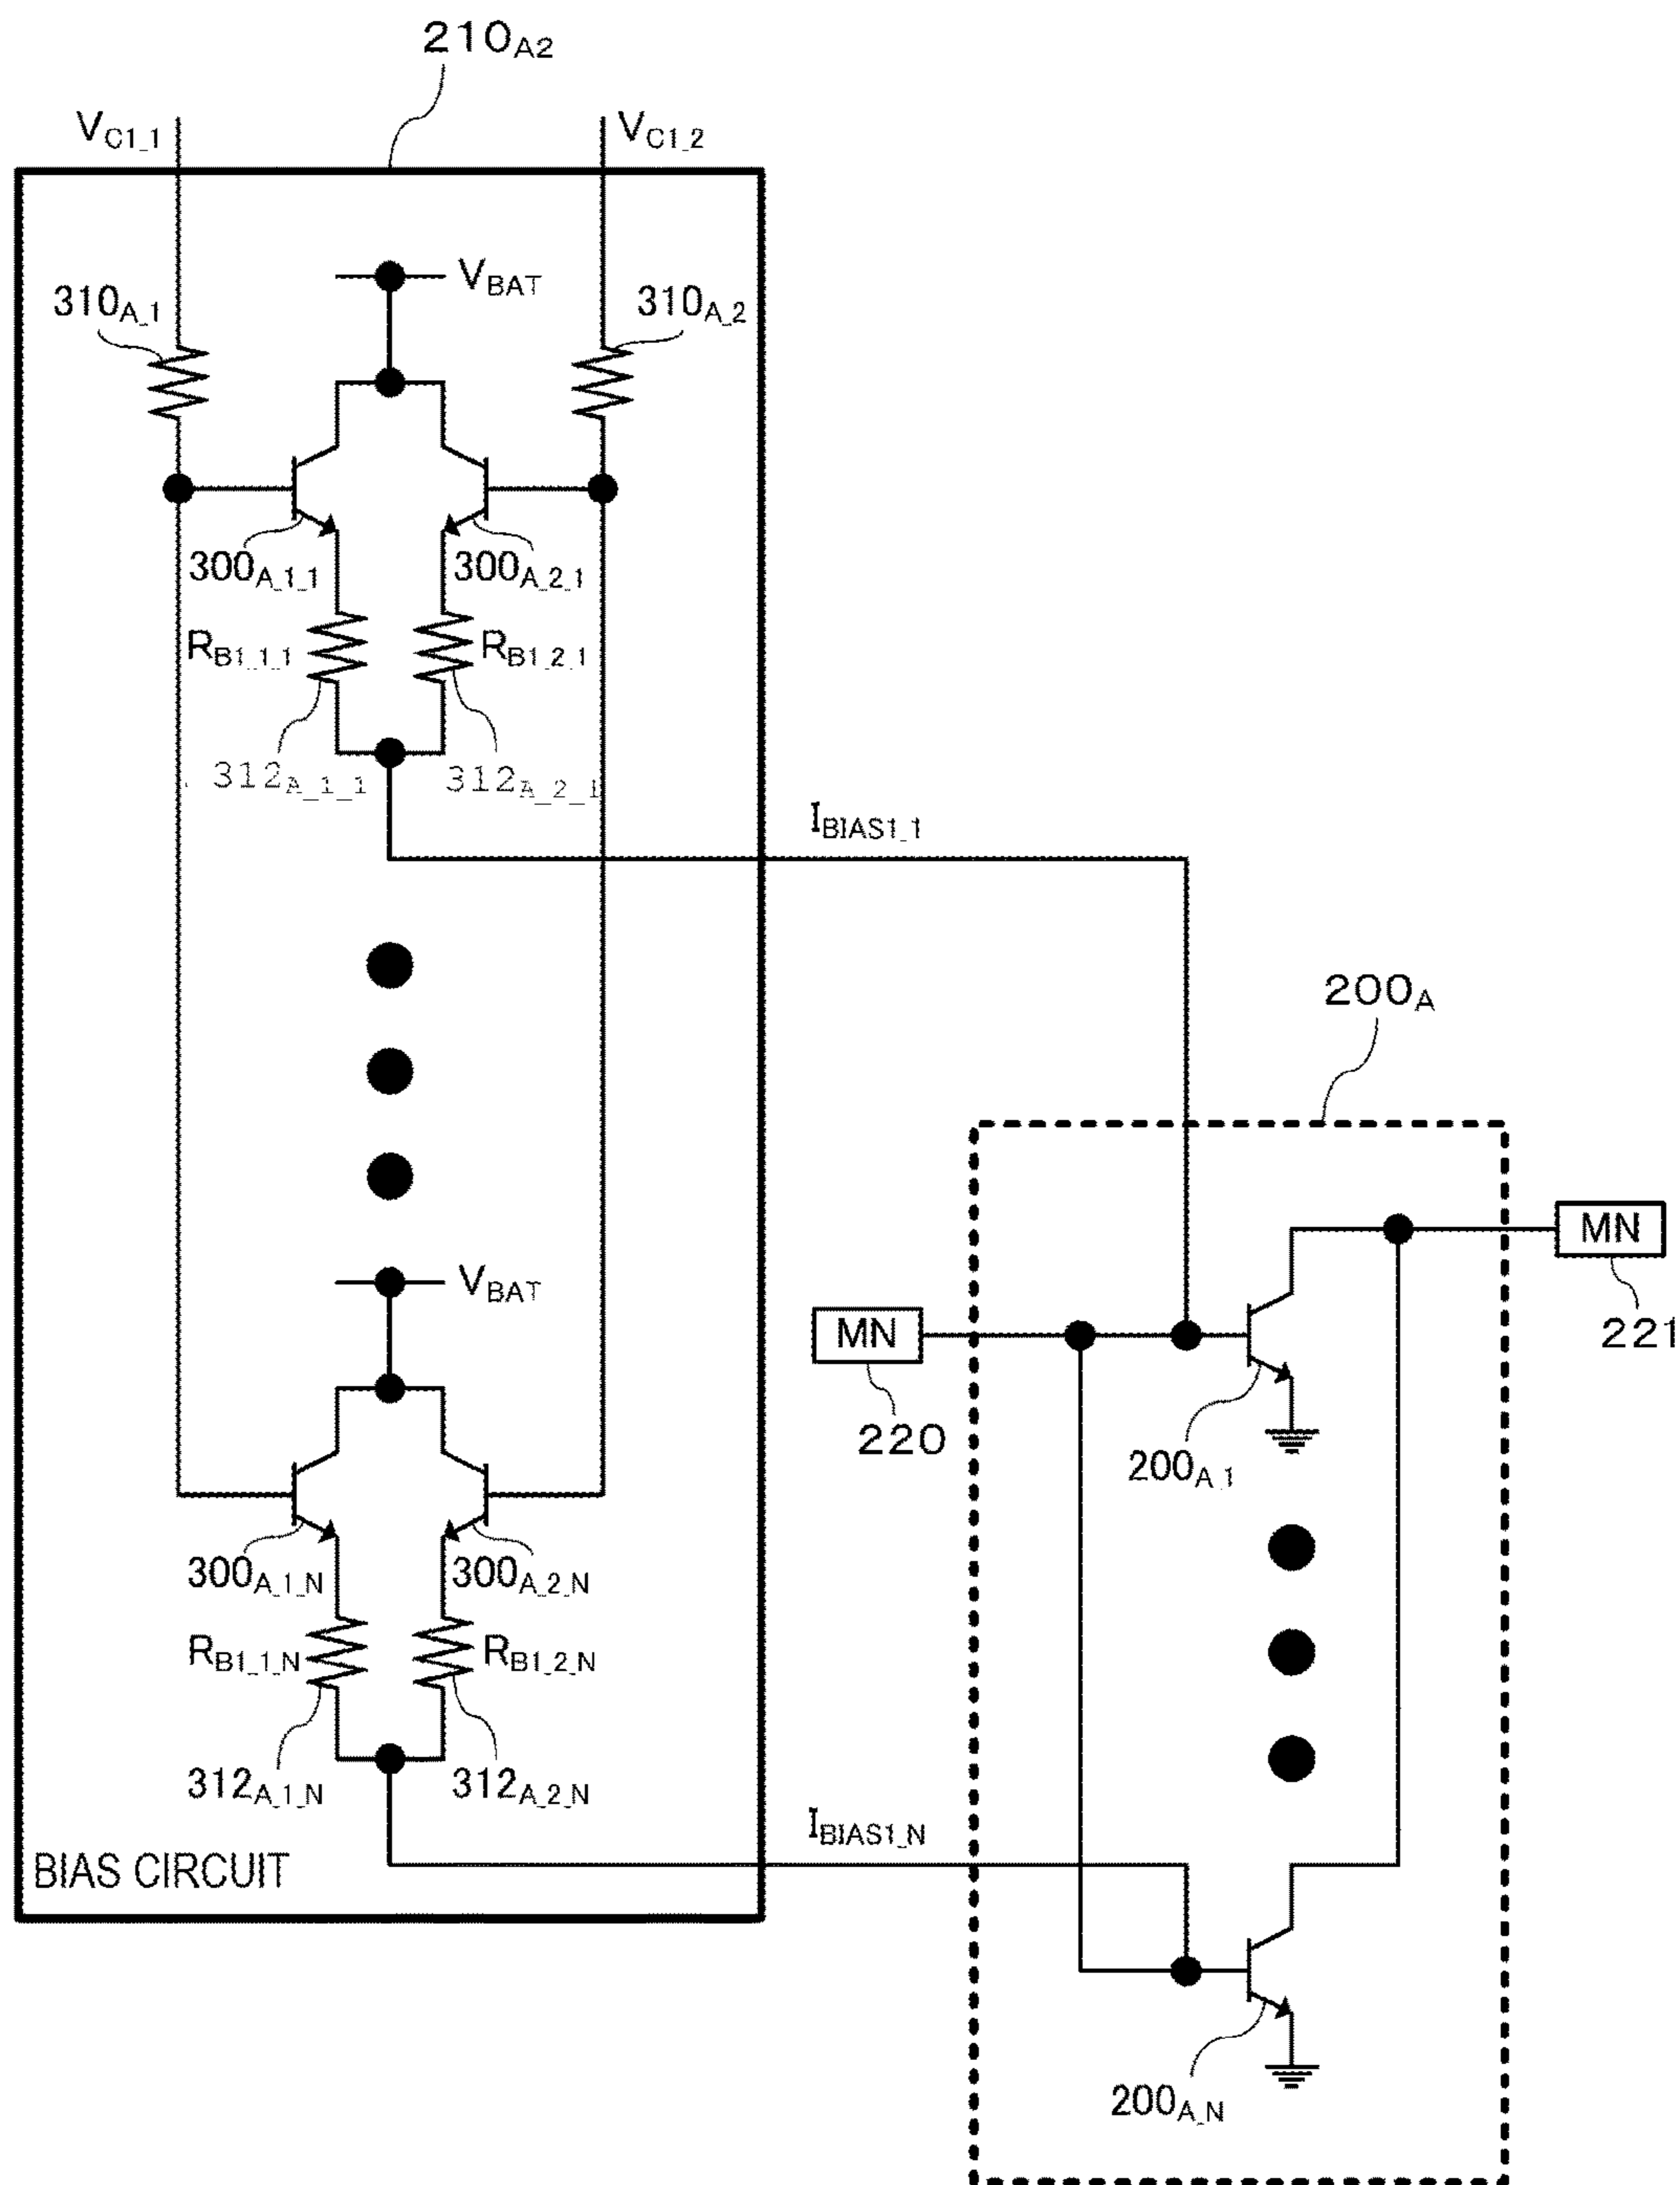 210A2
VC1_1
VC1_2
VBAT
310A_1
310A_2
300A_1_1
300A_2_1
RB1_1_1
RB1_2_1
312A_1_1
312A_2_1
IBIAS1_1
200A
VBAT
MN
MN
221
220
200A_1
300A_1_N
300A_2_N
RB1_1_N
RB1_2_N
312A_1_N
312A_2_N
IBIAS1_N
BIAS CIRCUIT
200A_N